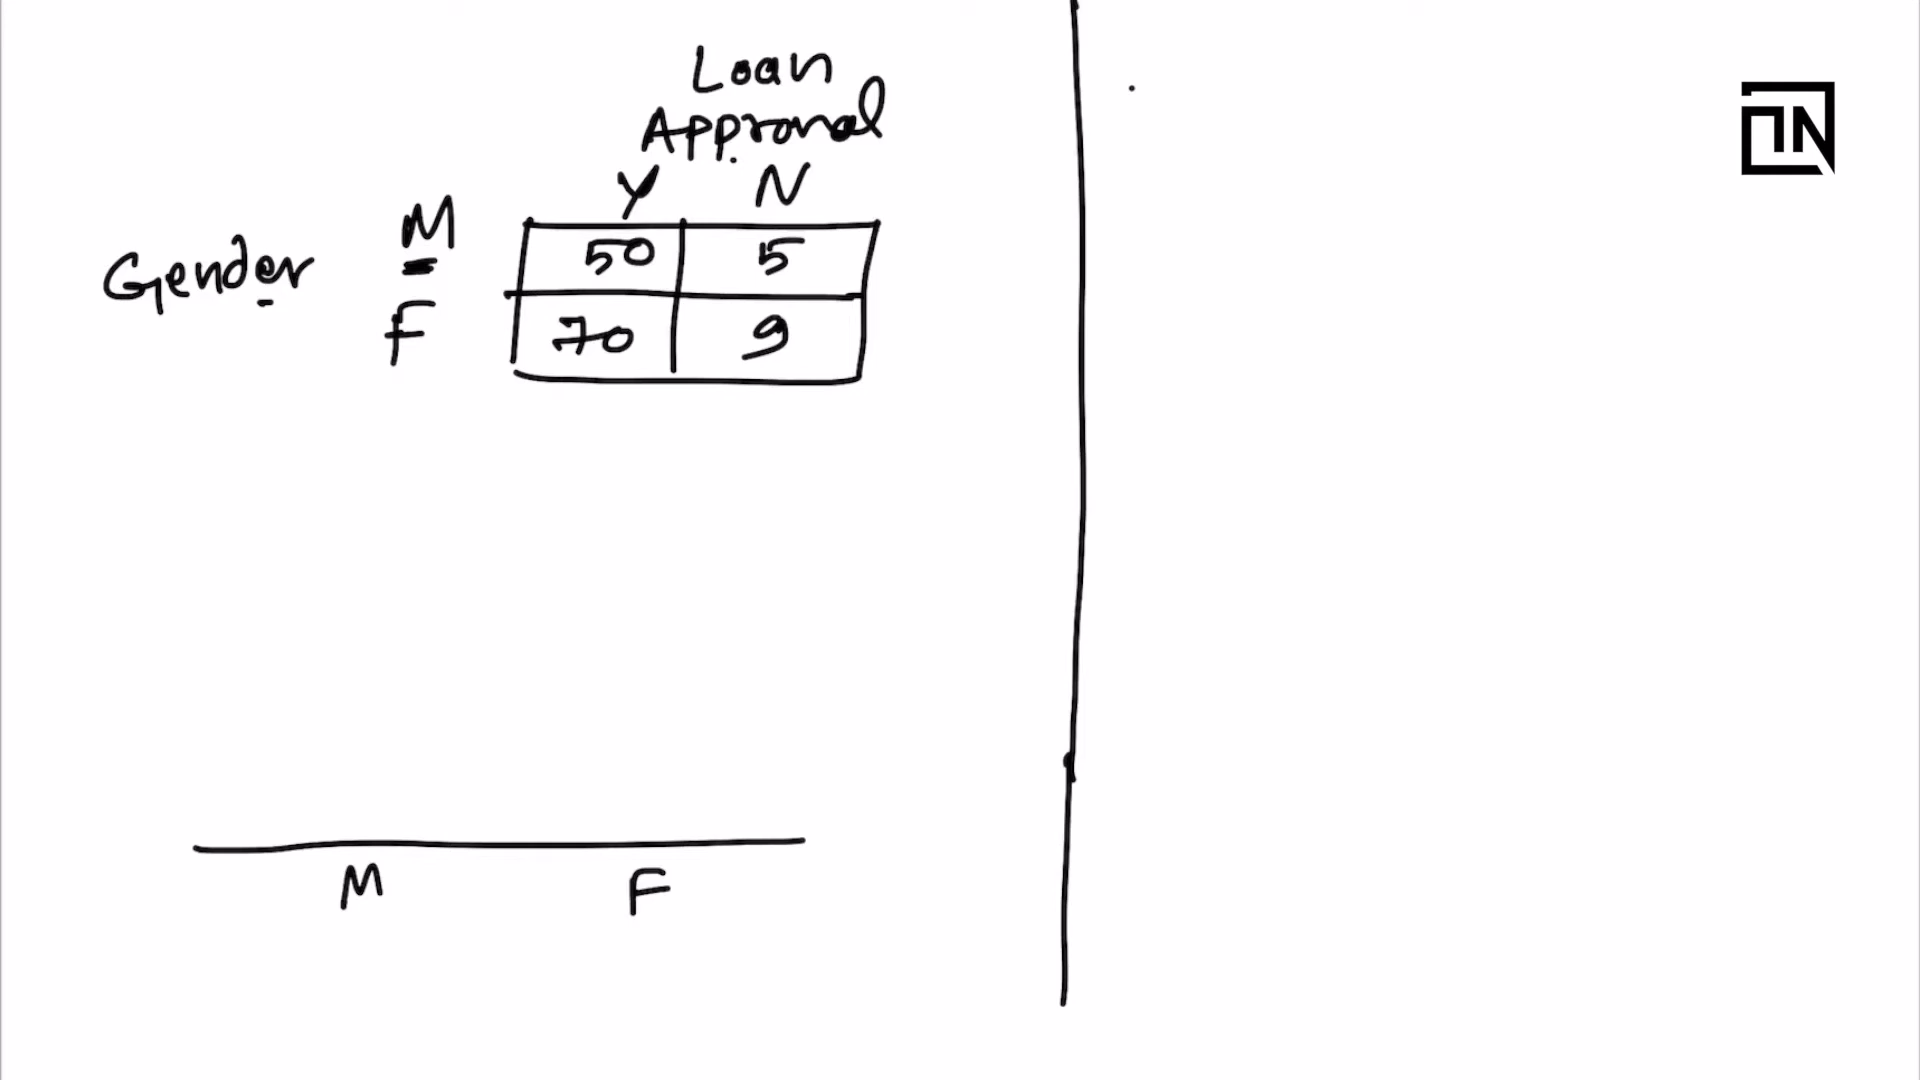 Loan
Approval
Y N
Gender M 50 5
F 70 9
M F